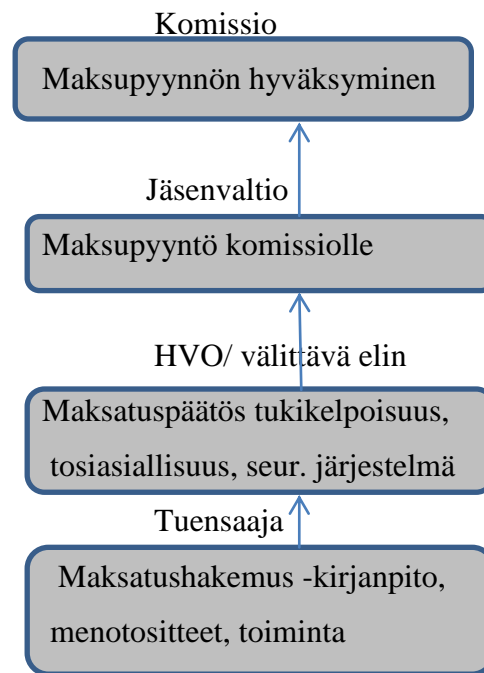 Komissio
Maksupyynnön hyväksyminen
Jäsenvaltio
Maksupyyntö komissiolle
HVO/ välittävä elin
Maksatuspäätös tukikelpoisuus,
tosiasiallisuus, seur. järjestelmä
Tuensaaja
Maksatushakemus -kirjanpito,
menotositteet, toiminta